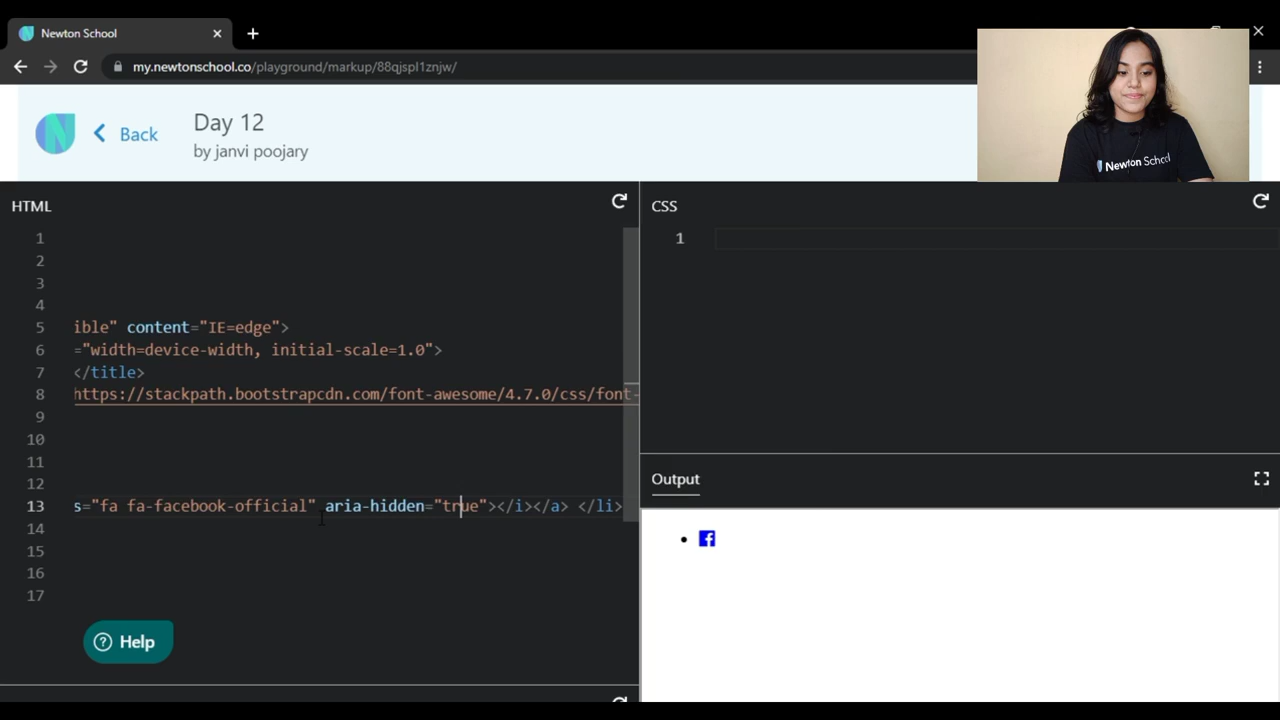 Newton School
my.newtonschool.co/playground/markup/88qjspl1znjw/
Newton School
Back
Day 12
by janvi poojary
HTML
1
2
3
4
5 ible" content="IE=edge">
6 ="width=device-width, initial-scale=1.0">
7 </title>
8 https://stackpath.bootstrapcdn.com/font-awesome/4.7.0/css/font-
9
10
11
12
13 s="fa fa-facebook-official" aria-hidden="true"></i></a> </li>
14
15
16
17
Help
CSS
1
Output